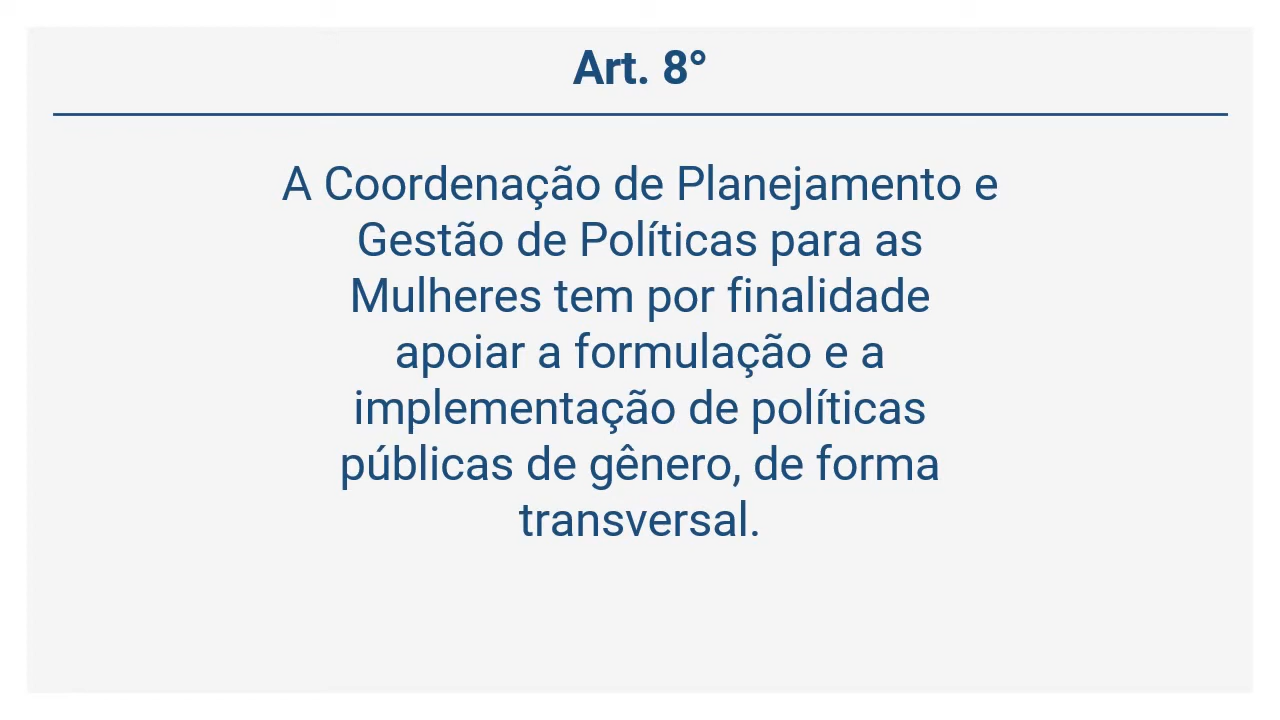 Art. 8°
A Coordenação de Planejamento e
Gestão de Políticas para as
Mulheres tem por finalidade
apoiar a formulação e a
implementação de políticas
públicas de gênero, de forma
transversal.